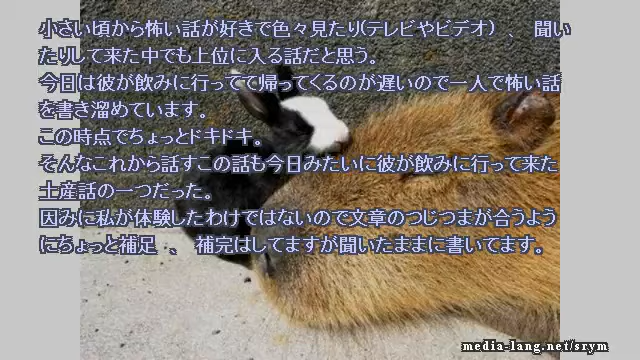 小さい頃から怖い話が好きで色々見たり(テレビやビデオ） 、 聞い
たりして来た中でも上位に入る話だと思う。
今日は彼が飲みに行ってて帰ってくるのが遅いので一人で怖い話
を書き溜めています。
この時点でちょっとドキドキ。
そんなこれから話すこの話も今日みたいに彼が飲みに行って来た
土産話の一つだった。
因みに私が体験したわけではないので文章のつじつまが合うよう
にちょっと補足 、 補完はしてますが聞いたままに書いてます。
media-lang.net/srym